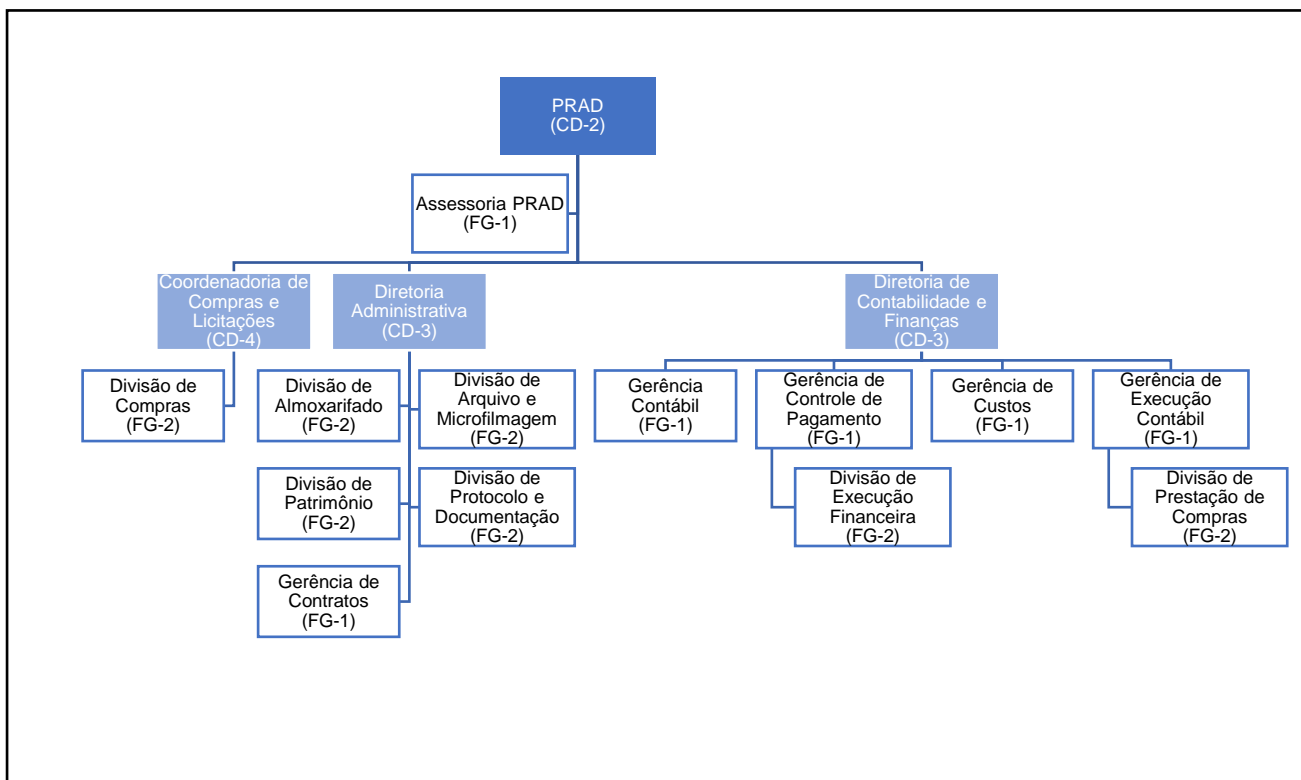 PRAD
(CD-2)
Assessoria PRAD
(FG-1)
Coordenadoria de
Compras e
Licitações
(CD-4)
Diretoria
Administrativa
(CD-3)
Diretoria de
Contabilidade e
Finanças
(CD-3)
Divisão de
Compras
(FG-2)
Divisão de
Almoxarifado
(FG-2)
Divisão de
Arquivo e
Microfilmagem
(FG-2)
Gerência
Contábil
(FG-1)
Gerência de
Controle de
Pagamento
(FG-1)
Gerência de
Custos
(FG-1)
Gerência de
Execução
Contábil
(FG-1)
Divisão de
Patrimônio
(FG-2)
Divisão de
Protocolo e
Documentação
(FG-2)
Divisão de
Execução
Financeira
(FG-2)
Divisão de
Prestação de
Compras
(FG-2)
Gerência de
Contratos
(FG-1)